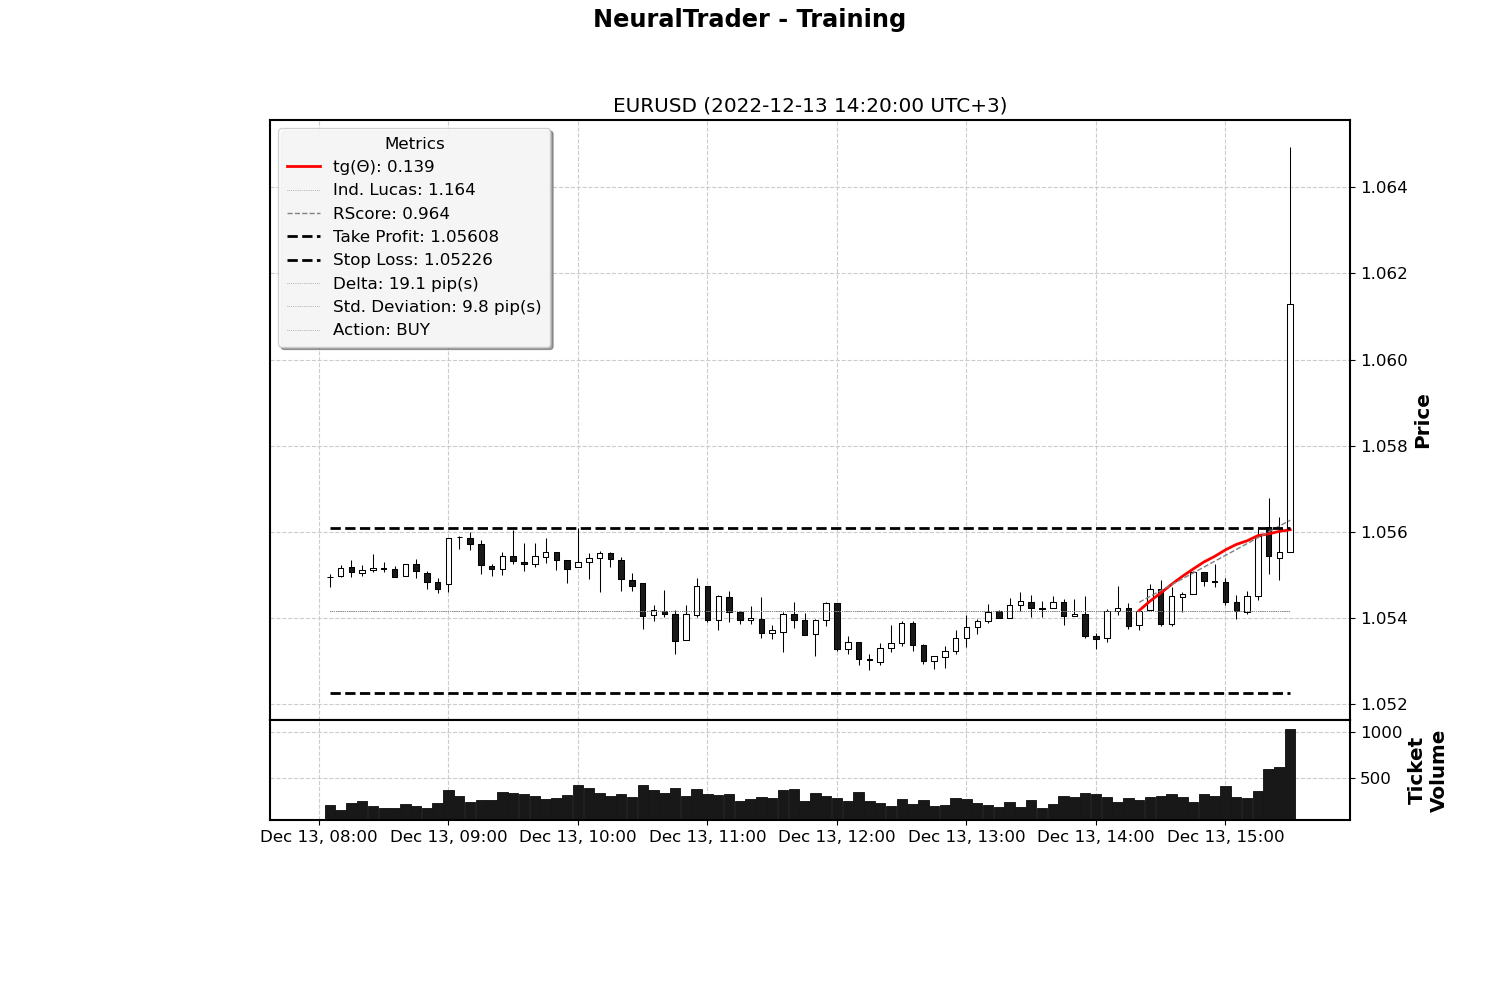 NeuralTrader - Training
EURUSD (2022-12-13 14:20:00 UTC+3)
Metrics
tg(Θ): 0.139
Ind. Lucas: 1.164
RScore: 0.964
Take Profit: 1.05608
Stop Loss: 1.05226
Delta: 19.1 pip(s)
Std. Deviation: 9.8 pip(s)
Action: BUY
1.064
1.062
1.060
1.058
1.056
1.054
1.052
Price
1000
500
Ticket
Volume
Dec 13, 08:00
Dec 13, 09:00
Dec 13, 10:00
Dec 13, 11:00
Dec 13, 12:00
Dec 13, 13:00
Dec 13, 14:00
Dec 13, 15:00